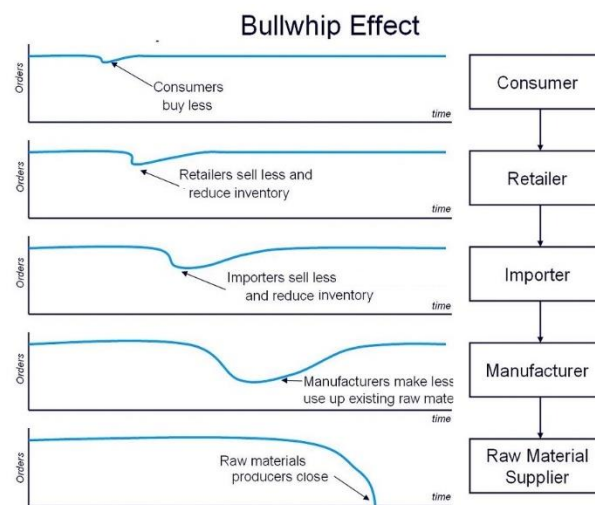 Bullwhip Effect
Orders
Consumers
buy less
time
Consumer
Orders
Retailers sell less and
reduce inventory
time
Retailer
Orders
Importers sell less
and reduce inventory
time
Importer
Orders
Manufacturers make less
use up existing raw mate
time
Manufacturer
Orders
Raw materials
producers close
time
Raw Material
Supplier